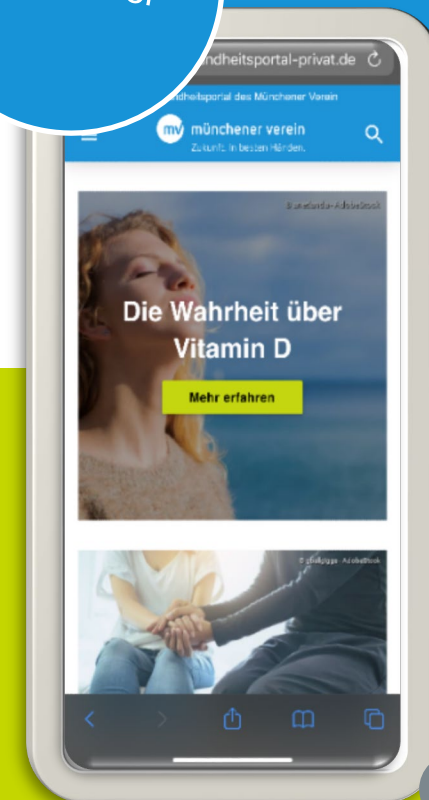 ndheitsportal-privat.de
ndheitsportal des Münchener Verein
mv münchener verein
Zukunft. In besten Händen.
Die Wahrheit über
Vitamin D
Mehr erfahren